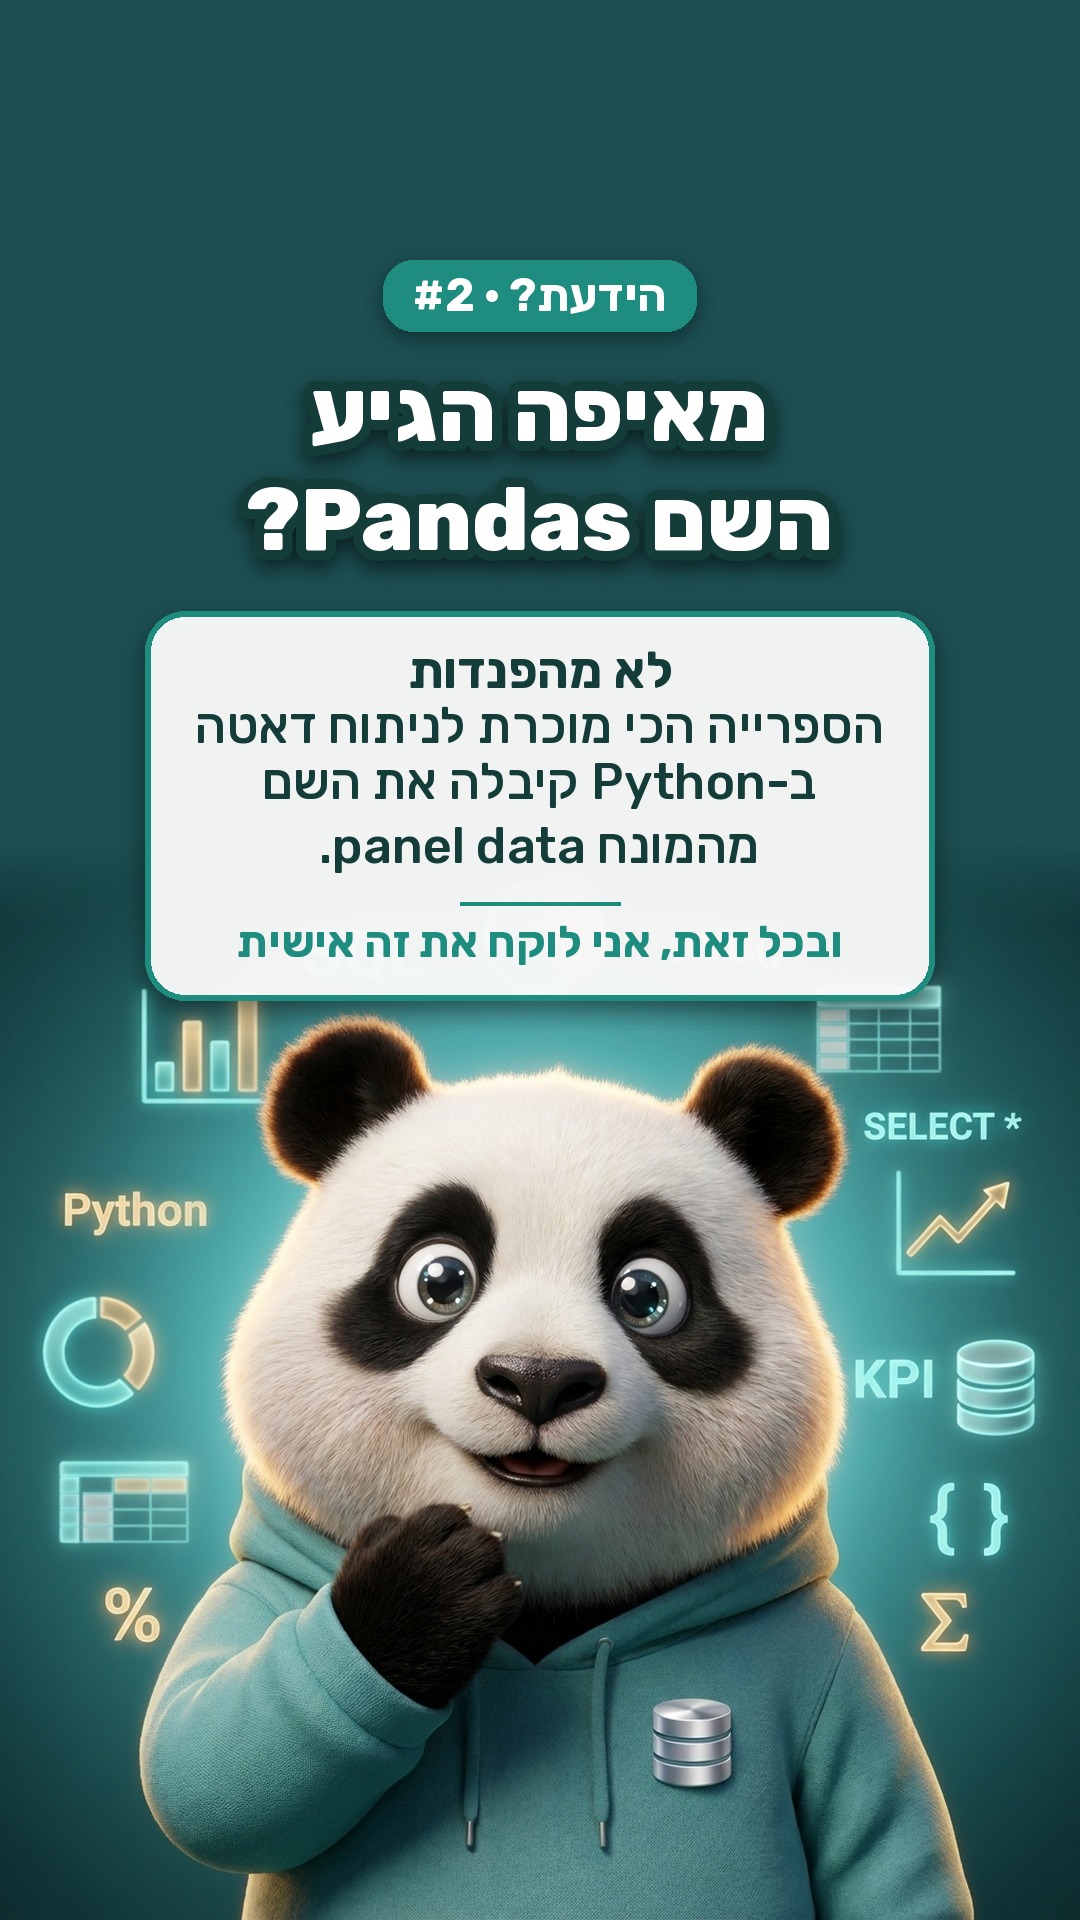 הידעת? • #2
מאיפה הגיע
השם Pandas?
לא מהפנדות
הספרייה הכי מוכרת לניתוח דאטה
ב-Python קיבלה את השם
מהמונח panel data.
ובכל זאת, אני לוקח את זה אישית
SELECT *
Python
KPI
{ }
%
Σ